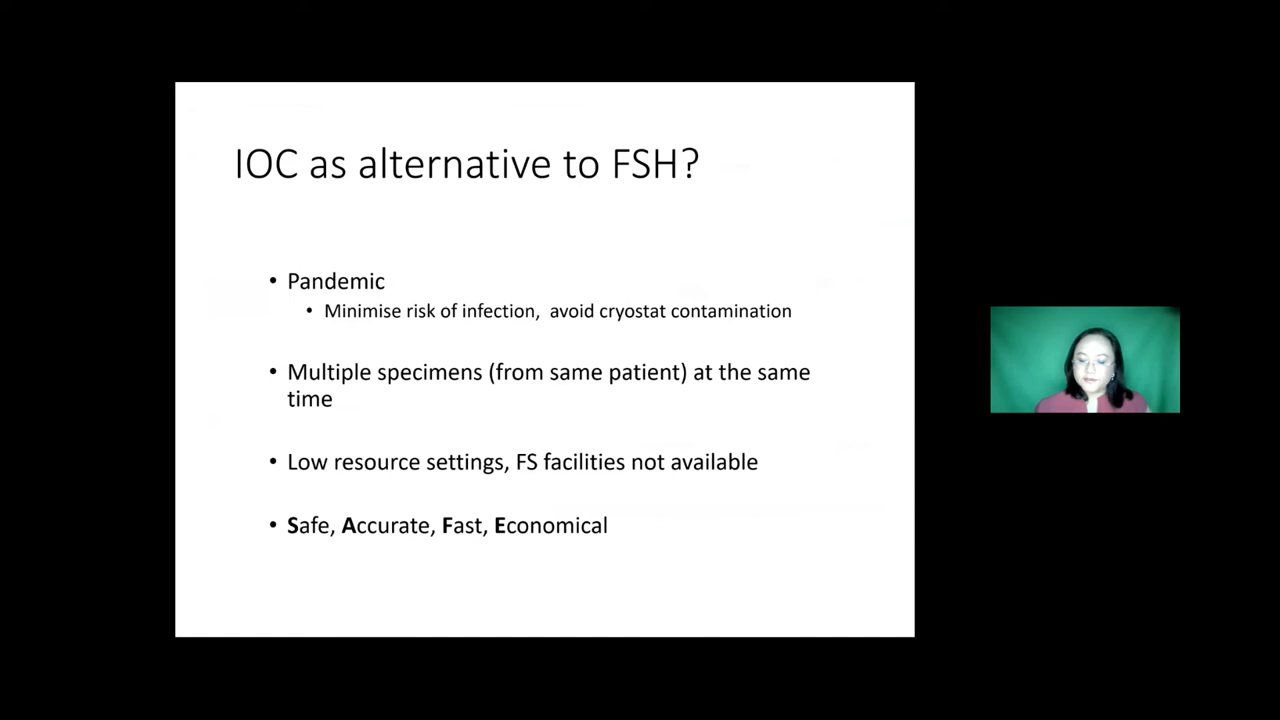 IOC as alternative to FSH?
• Pandemic
• Minimise risk of infection,  avoid cryostat contamination
• Multiple specimens (from same patient) at the same
time
• Low resource settings, FS facilities not available
• Safe, Accurate, Fast, Economical